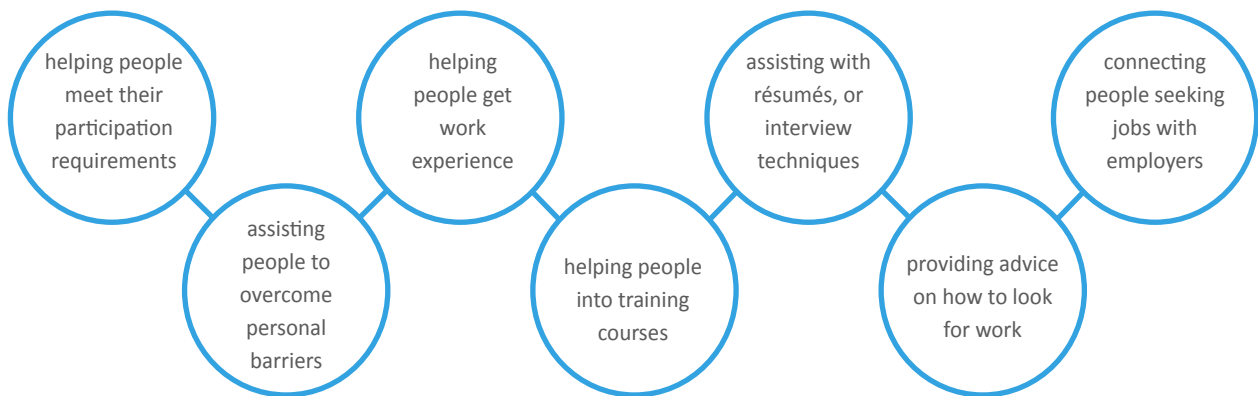 helping people
meet their
participation
requirements
assisting
people to
overcome
personal
barriers
helping
people get
work
experience
helping people
into training
courses
assisting with
résumés, or
interview
techniques
providing advice
on how to look
for work
connecting
people seeking
jobs with
employers